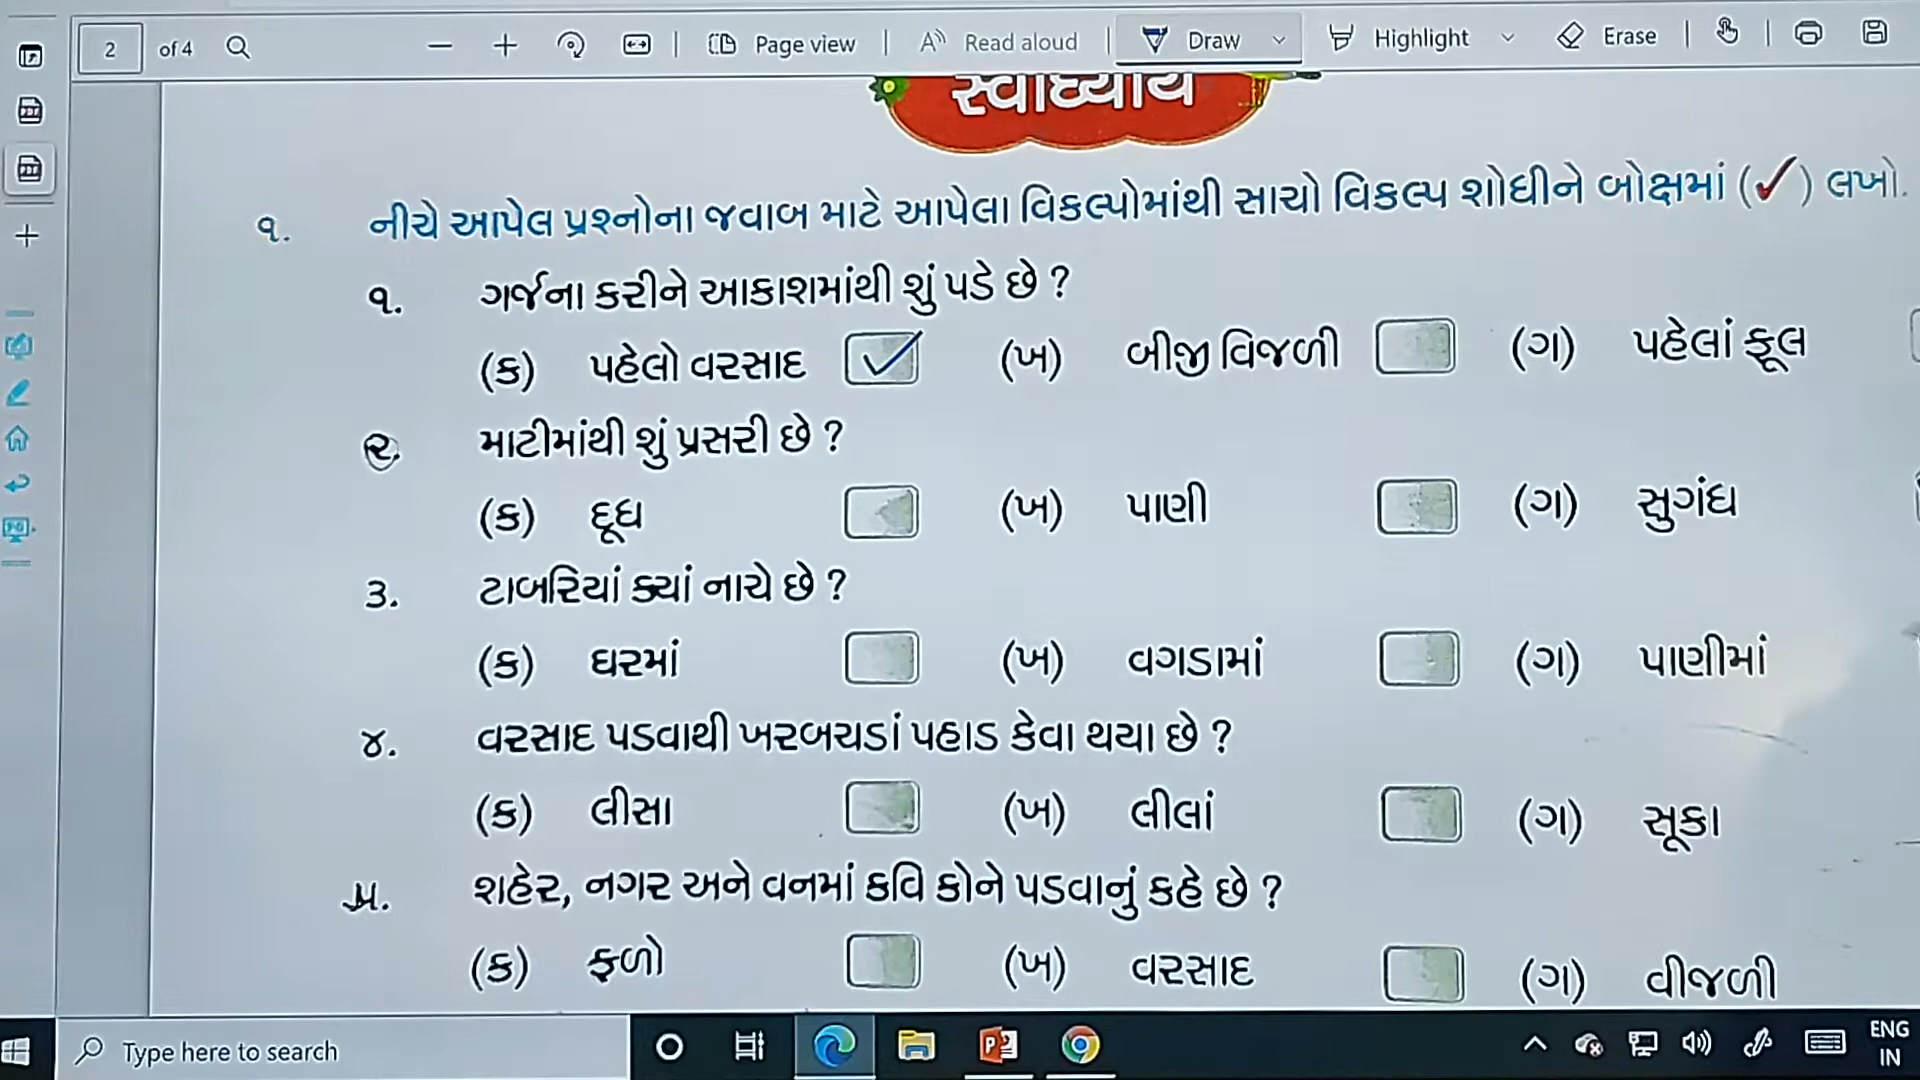 2 of 4 Page view Read aloud Draw Highlight Erase
સ્વાધ્યાય
૧. નીચે આપેલ પ્રશ્નોના જવાબ માટે આપેલા વિકલ્પોમાંથી સાચો વિકલ્પ શોધીને બોક્ષમાં (✓) લખો.
૧. ગર્જના કરીને આકાશમાંથી શું પડે છે ?
(ક) પહેલો વરસાદ ✓ (ખ) બીજી વિજળી (ગ) પહેલાં ફૂલ
૨. માટીમાંથી શું પ્રસરી છે ?
(ક) દૂધ (ખ) પાણી (ગ) સુગંધ
૩. ટાબરિયાં ક્યાં નાચે છે ?
(ક) ઘરમાં (ખ) વગડામાં (ગ) પાણીમાં
૪. વરસાદ પડવાથી ખરબચડાં પહાડ કેવા થયા છે ?
(ક) લીસા (ખ) લીલાં (ગ) સૂકા
૫. શહેર, નગર અને વનમાં કવિ કોને પડવાનું કહે છે ?
(ક) ફળો (ખ) વરસાદ (ગ) વીજળી
Type here to search
ENG
IN